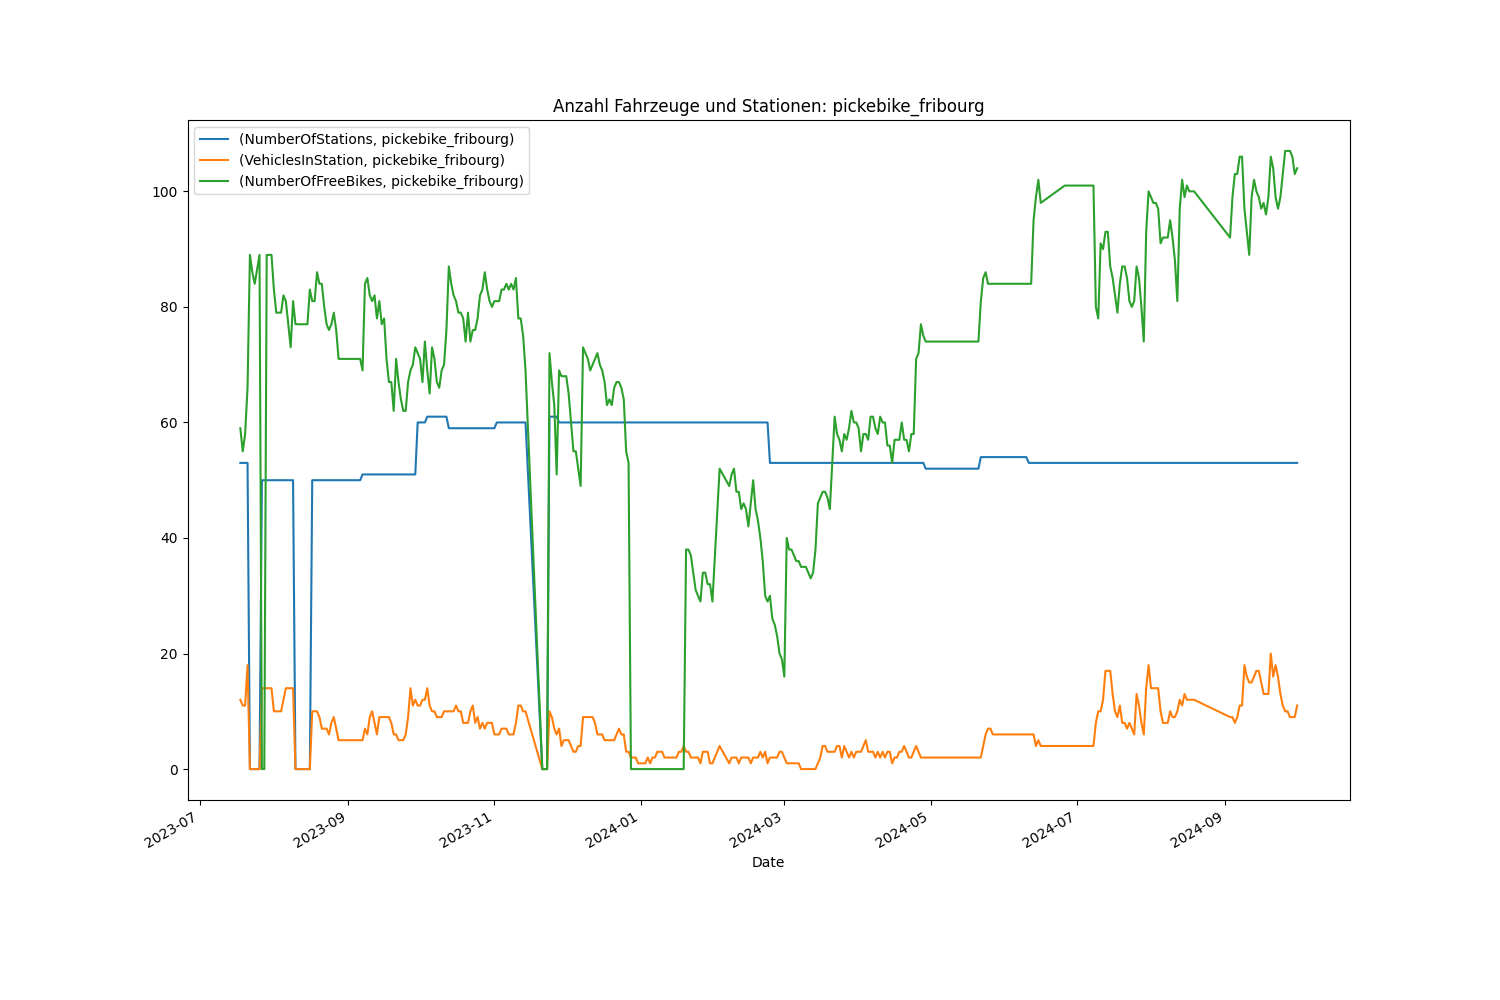 Anzahl Fahrzeuge und Stationen: pickebike_fribourg
(NumberOfStations, pickebike_fribourg)
(VehiclesInStation, pickebike_fribourg)
(NumberOfFreeBikes, pickebike_fribourg)
100
80
60
40
20
0
2023-07
2023-09
2023-11
2024-01
2024-03
2024-05
2024-07
2024-09
Date